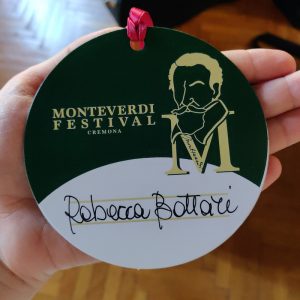 MONTEVERDI
FESTIVAL
CREMONA
M
Rebecca Bottari